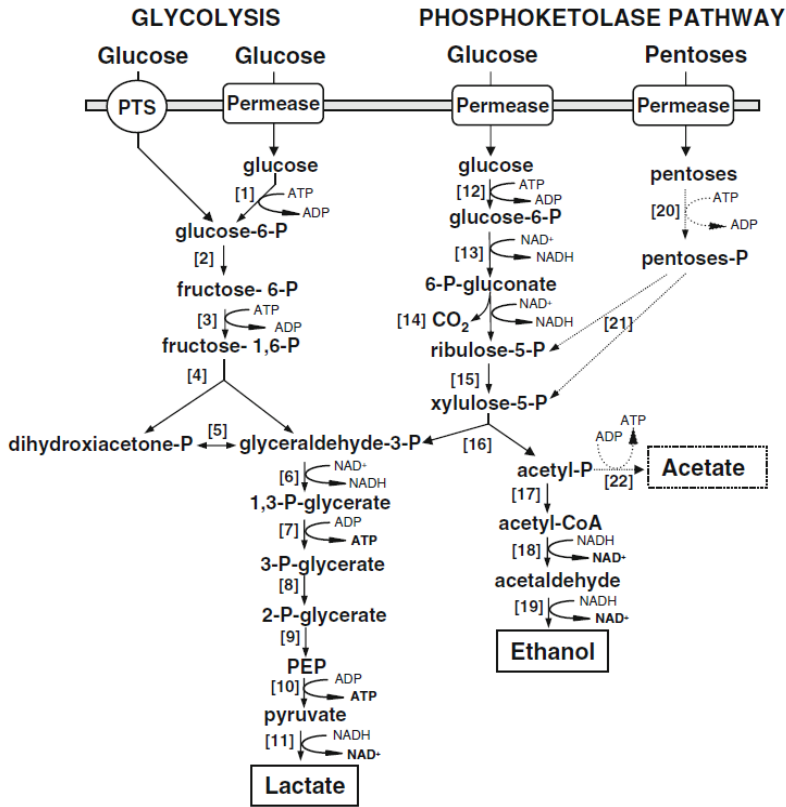 GLYCOLYSIS
PHOSPHOKETOLASE PATHWAY
Glucose
Glucose
Glucose
Pentoses
PTS
Permease
Permease
Permease
glucose
[1]
ATP
ADP
glucose-6-P
[2]
fructose- 6-P
[3]
ATP
ADP
fructose- 1,6-P
[4]
dihydroxiacetone-P
[5]
glyceraldehyde-3-P
[6]
NAD+
NADH
1,3-P-glycerate
[7]
ADP
ATP
3-P-glycerate
[8]
2-P-glycerate
[9]
PEP
[10]
ADP
ATP
pyruvate
[11]
NADH
NAD+
Lactate
glucose
[12]
ATP
ADP
glucose-6-P
[13]
NAD+
NADH
6-P-gluconate
[14] CO2
NAD+
NADH
ribulose-5-P
[15]
xylulose-5-P
[16]
acetyl-P
[17]
acetyl-CoA
[18]
NADH
NAD+
acetaldehyde
[19]
NADH
NAD+
Ethanol
pentoses
[20]
ATP
ADP
pentoses-P
[21]
ADP
ATP
[22]
Acetate